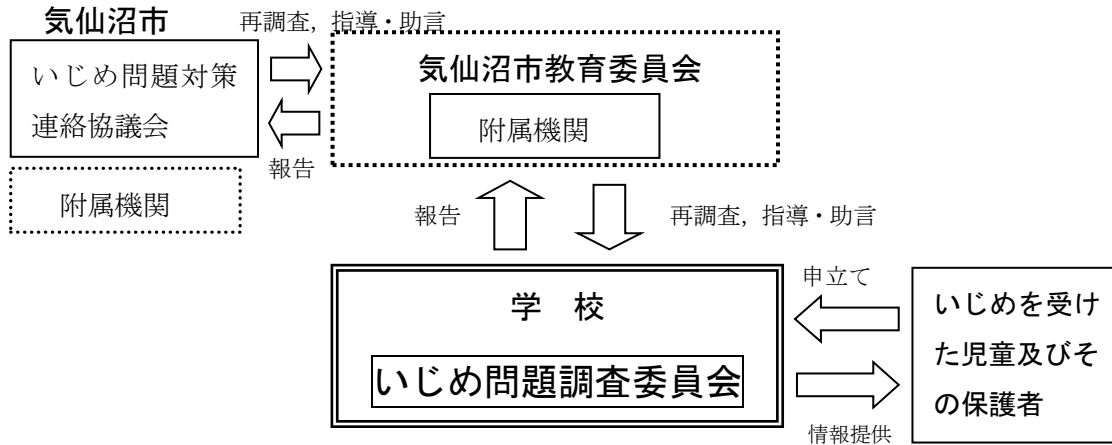 気仙沼市
再調査，指導・助言
いじめ問題対策
連絡協議会
附属機関
報告
気仙沼市教育委員会
附属機関
報告
再調査，指導・助言
学　校
いじめ問題調査委員会
申立て
情報提供
いじめを受け
た児童及びそ
の保護者